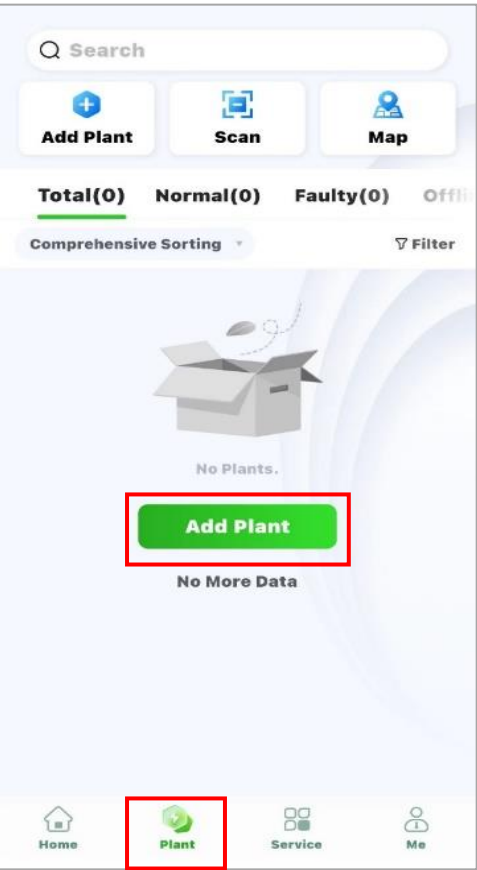 Search
Add Plant Scan Map
Total(0) Normal(0) Faulty(0) Offli
Comprehensive Sorting Filter
No Plants.
Add Plant
No More Data
Home Plant Service Me